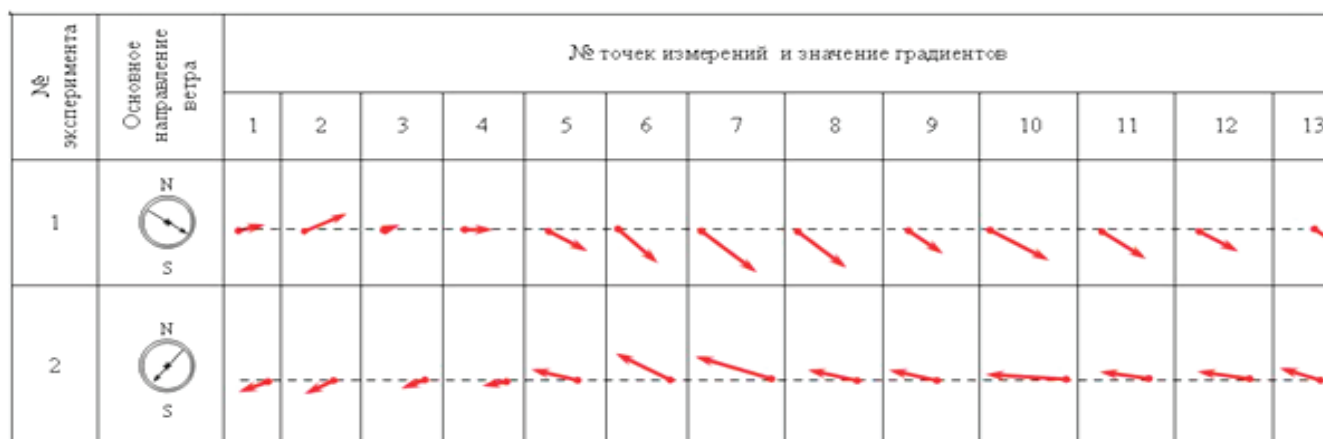 №
эксперимента
Основное
направление
ветра
№ точек измерений и значение градиентов
1 2 3 4 5 6 7 8 9 10 11 12 13
1
N
S
2
N
S